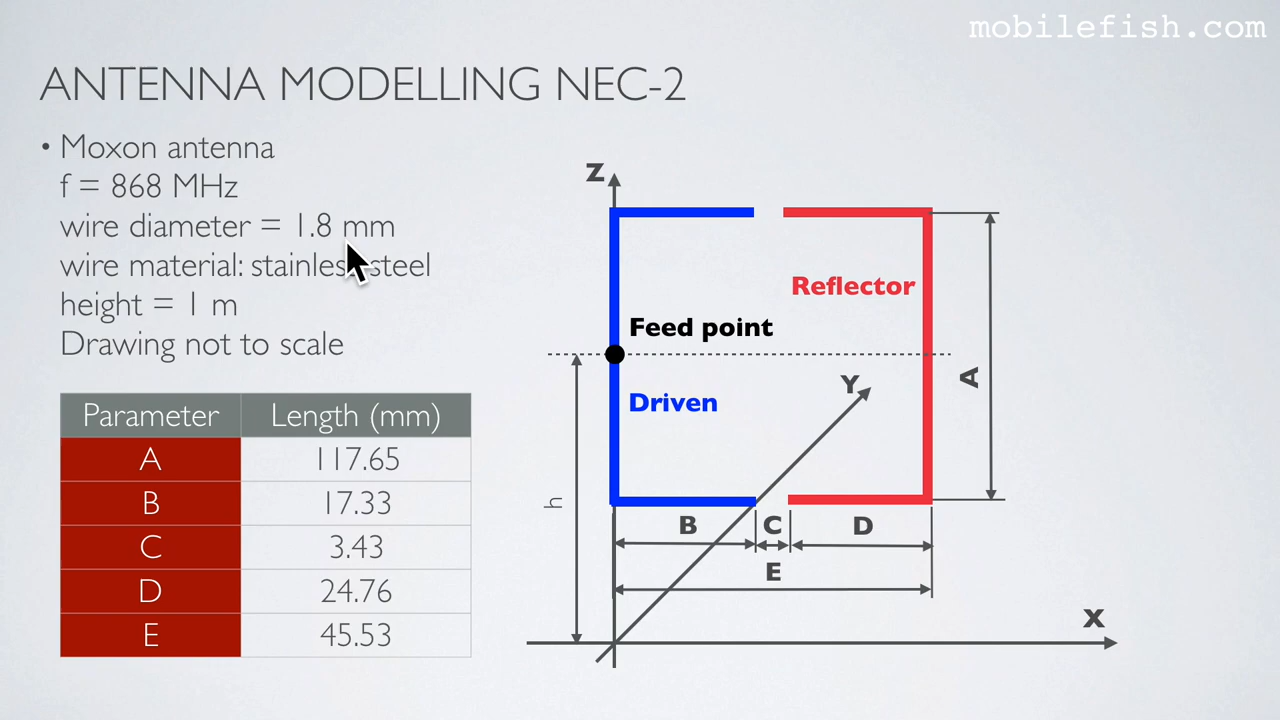 mobilefish.com
ANTENNA MODELLING NEC-2
• Moxon antenna
f = 868 MHz
wire diameter = 1.8 mm
wire material: stainless steel
height = 1 m
Drawing not to scale
Parameter Length (mm)
A 117.65
B 17.33
C 3.43
D 24.76
E 45.53
Z
Reflector
Feed point
Driven
Y
A
h
B C D
E
X